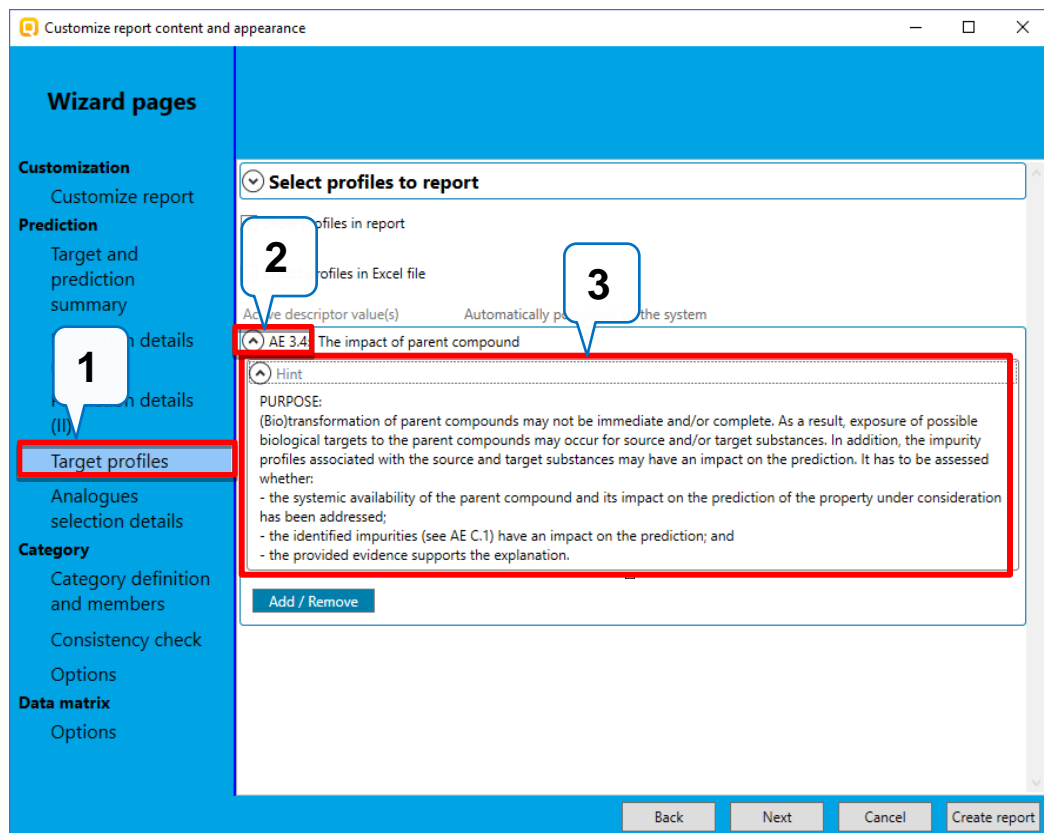 Customize report content and appearance
Wizard pages
Customization
Customize report
Prediction
Target and
prediction
summary
details
details
(II)
Target profiles
Analogues
selection details
Category
Category definition
and members
Consistency check
Options
Data matrix
Options
1
Select profiles to report
in report
2
in Excel file
3
descriptor value(s) Automatically the system
AE 3.4: The impact of parent compound
Hint
PURPOSE:
(Bio)transformation of parent compounds may not be immediate and/or complete. As a result, exposure of possible
biological targets to the parent compounds may occur for source and/or target substances. In addition, the impurity
profiles associated with the source and target substances may have an impact on the prediction. It has to be assessed
whether:
- the systemic availability of the parent compound and its impact on the prediction of the property under consideration
has been addressed;
- the identified impurities (see AE C.1) have an impact on the prediction; and
- the provided evidence supports the explanation.
Add / Remove
Back Next Cancel Create report